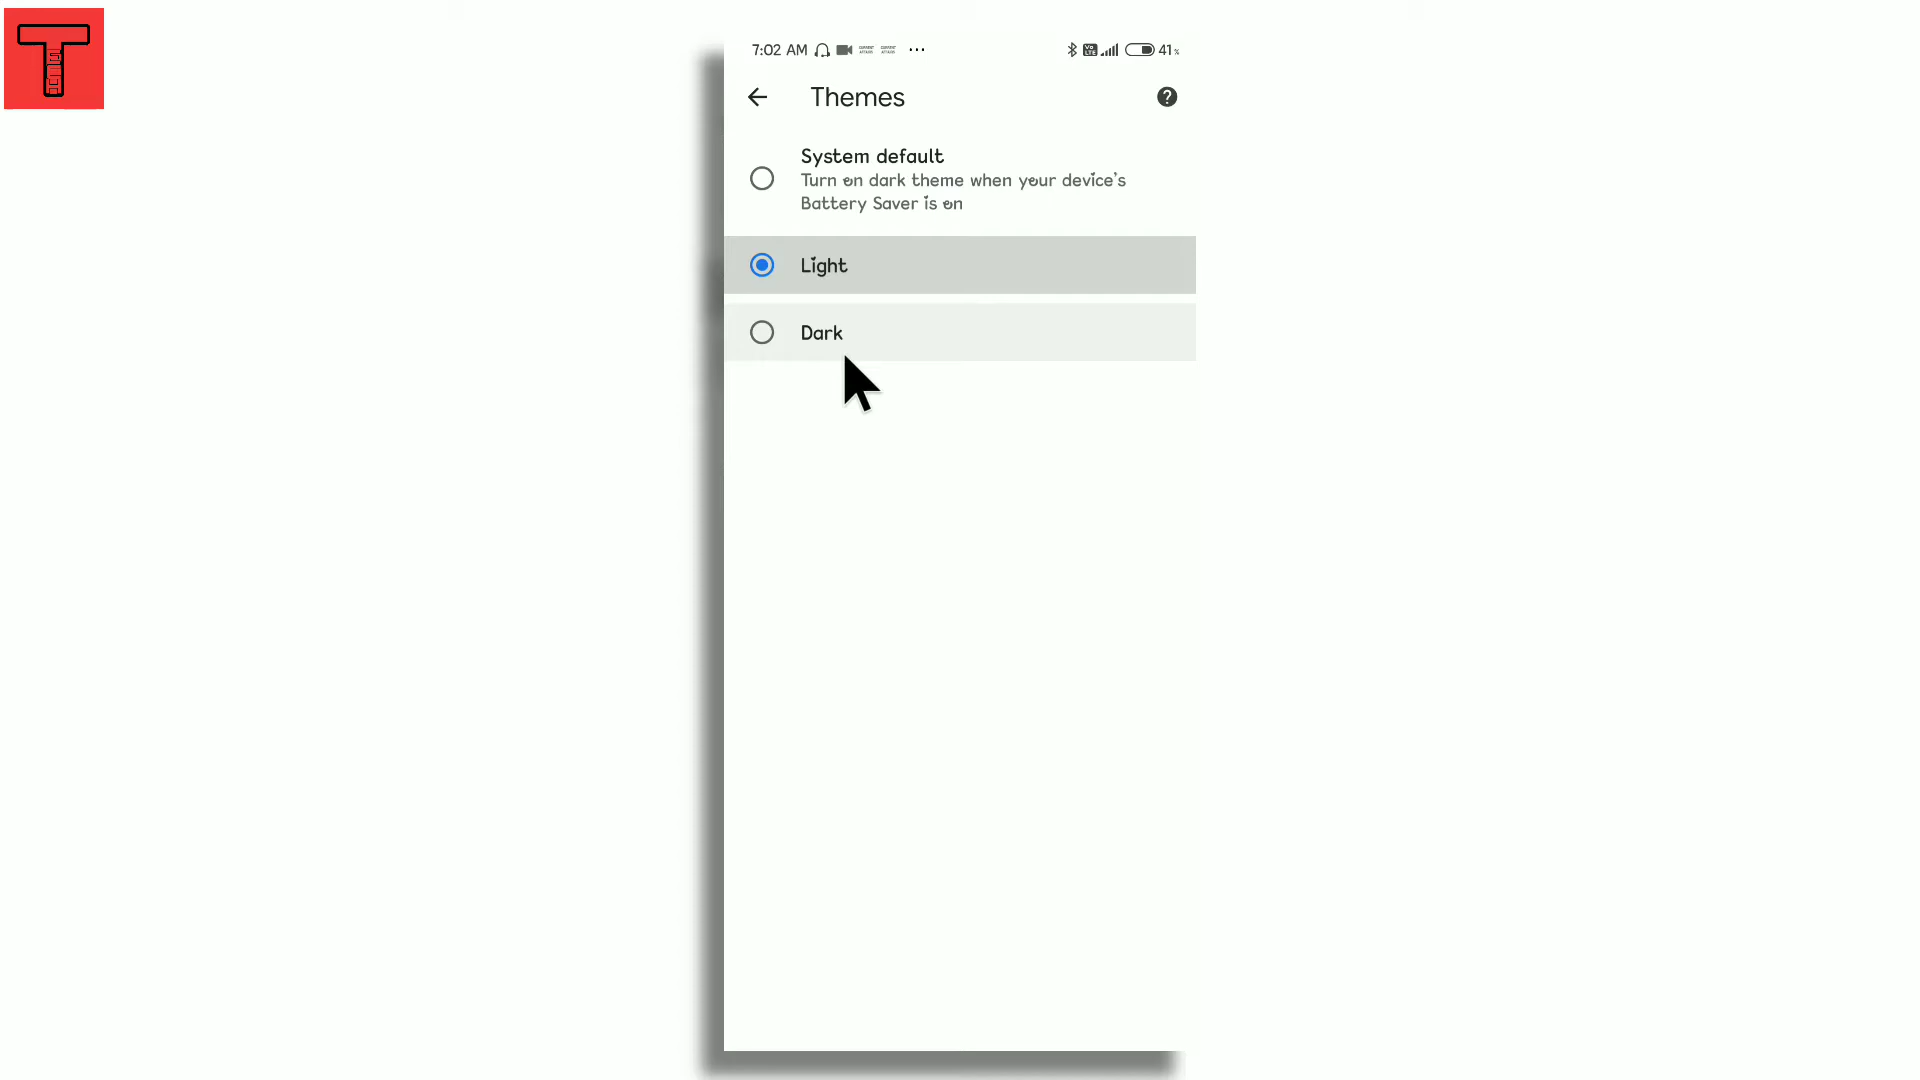 T
7:02 AM
41%
Themes
System default
Turn on dark theme when your device's
Battery Saver is on
Light
Dark